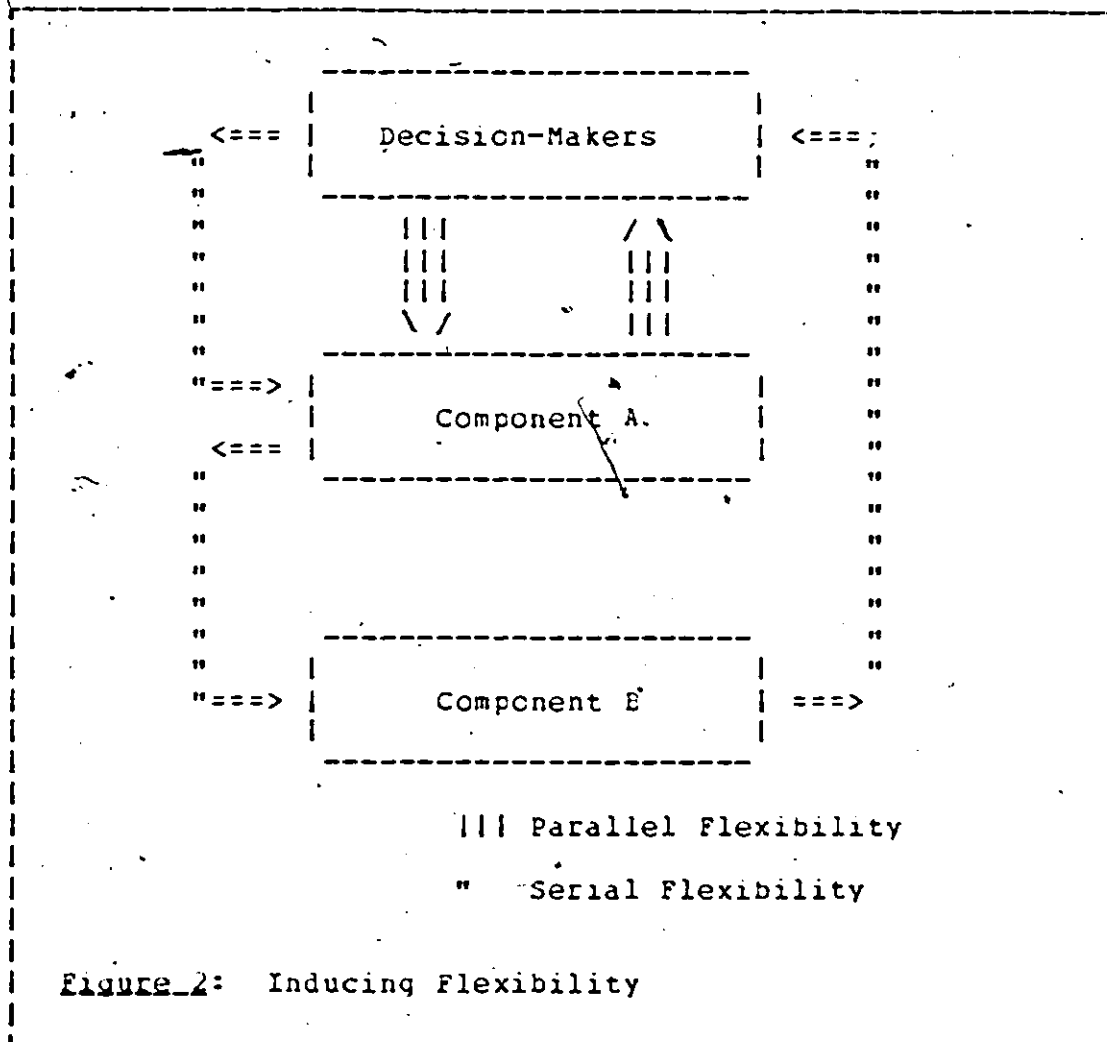 Decision-Makers
Component A.
Component B
||| Parallel Flexibility
" Serial Flexibility
Figure 2: Inducing Flexibility